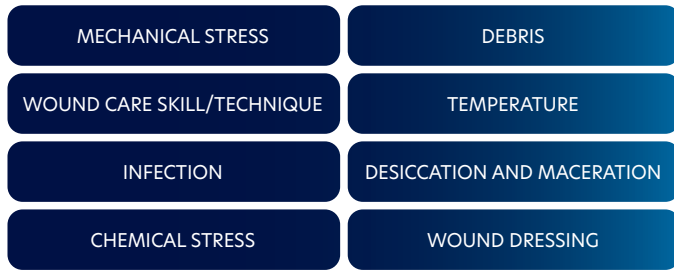 MECHANICAL STRESS
DEBRIS
WOUND CARE SKILL/TECHNIQUE
TEMPERATURE
INFECTION
DESICCATION AND MACERATION
CHEMICAL STRESS
WOUND DRESSING